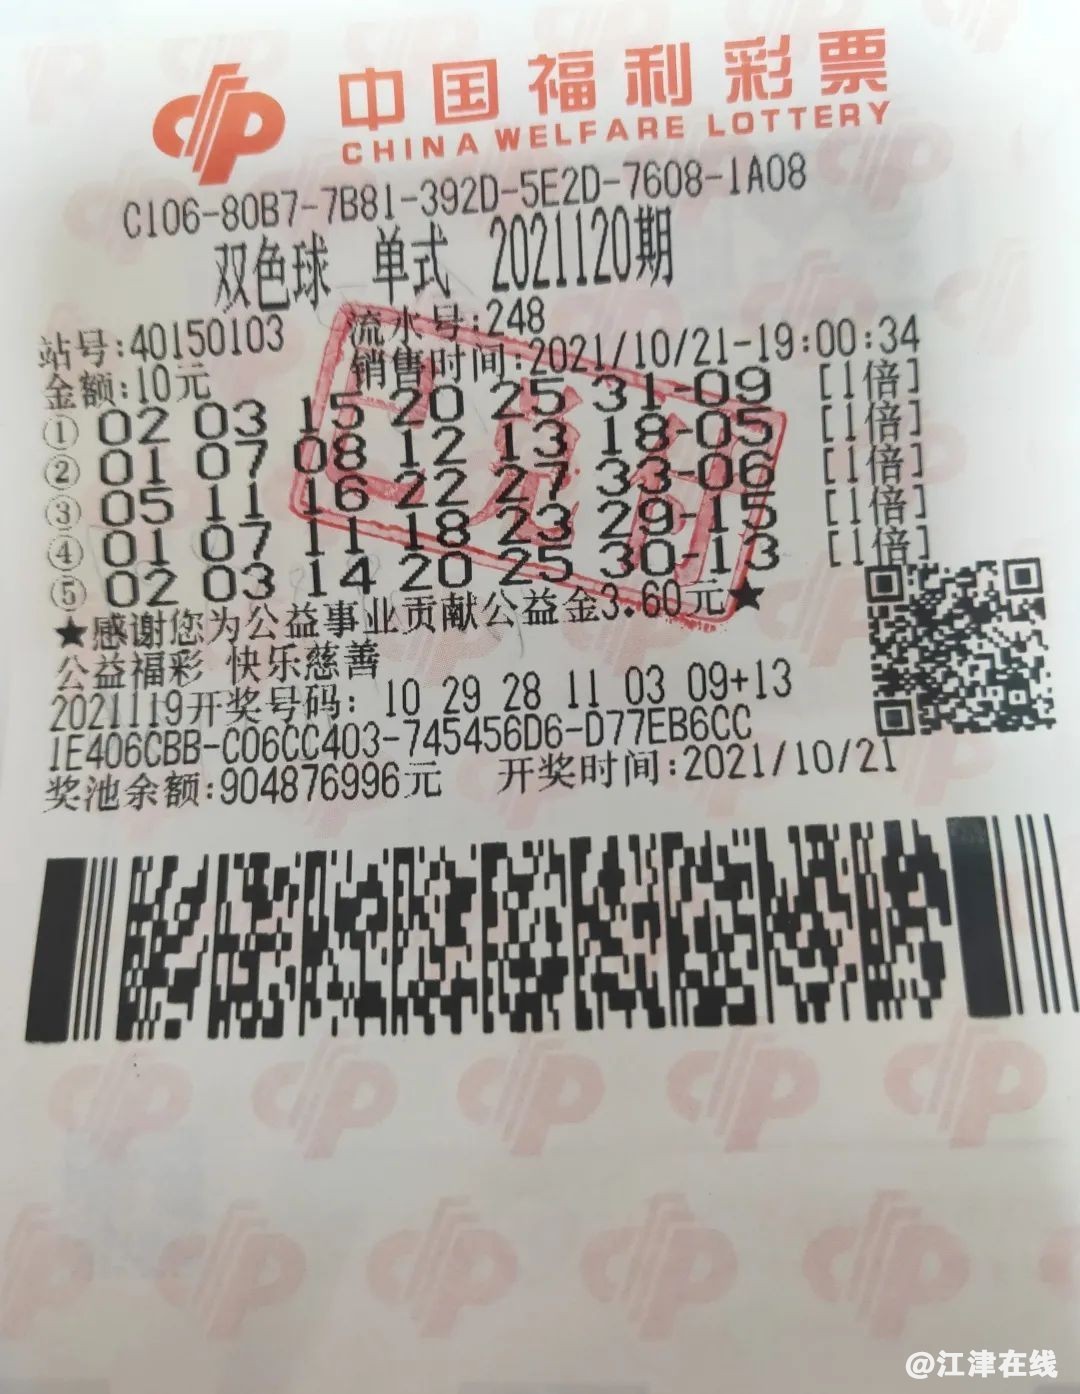 中国福利彩票
CHINA WELFARE LOTTERY
C106-80B7-7B81-392D-5E2D-7608-1A08
双色球 单式 2021120期
站号:40150103 流水号:248
金额:10元 销售时间:2021/10/21-19:00:34
① 02 03 15 20 25 31-09 [1倍]
② 01 07 08 12 13 18-05 [1倍]
③ 05 11 16 22 27 33-06 [1倍]
④ 01 07 11 18 23 29-15 [1倍]
⑤ 02 03 14 20 25 30-13 [1倍]
★感谢您为公益事业贡献公益金3.60元★
公益福彩 快乐慈善
2021119开奖号码: 10 29 28 11 03 09+13
1E406CBB-C06CC403-745456D6-D77EB6CC
奖池余额:904876996元 开奖时间:2021/10/21
已兑付
@江津在线